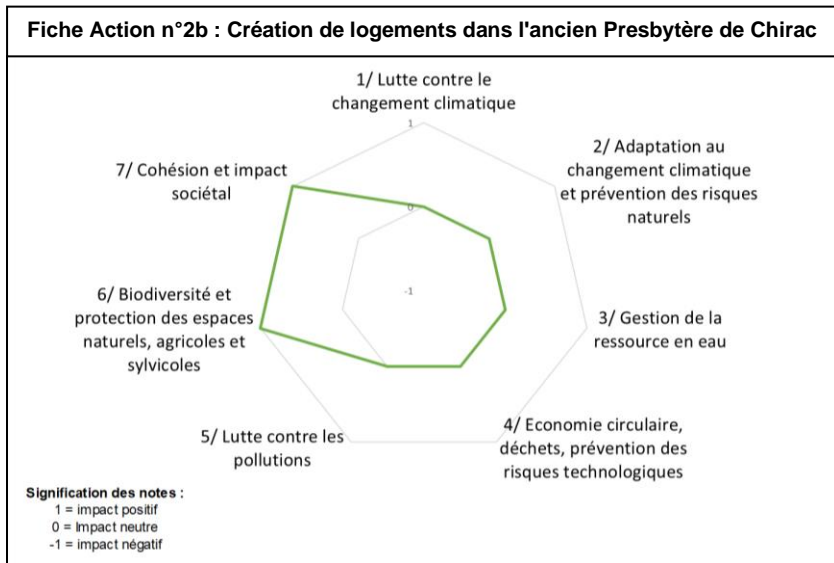 Fiche Action n°2b : Création de logements dans l'ancien Presbytère de Chirac
1/ Lutte contre le
changement climatique
1
2/ Adaptation au
changement climatique
et prévention des risques
naturels
7/ Cohésion et impact
sociétal
0
6/ Biodiversité et
protection des espaces
naturels, agricoles et
sylvicoles
-1
3/ Gestion de la
ressource en eau
5/ Lutte contre les
pollutions
4/ Economie circulaire,
déchets, prévention des
risques technologiques
Signification des notes :
1 = impact positif
0 = Impact neutre
-1 = impact négatif